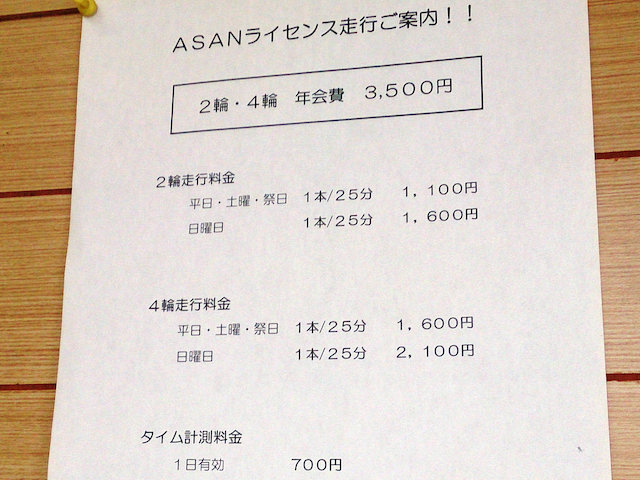 ASANライセンス走行ご案内！！
２輪・４輪　年会費　３,５００円
２輪走行料金
平日・土曜・祭日　１本/２５分　１，１００円
日曜日　１本/２５分　１，６００円
４輪走行料金
平日・土曜・祭日　１本/２５分　１，６００円
日曜日　１本/２５分　２，１００円
タイム計測料金
１日有効　７００円